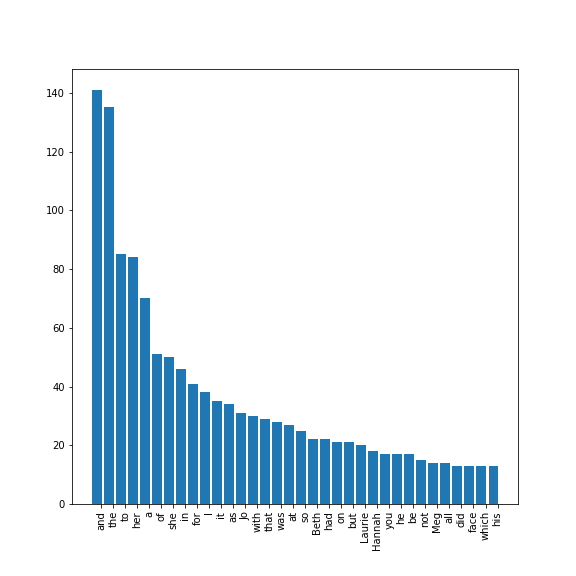 140
120
100
80
60
40
20
0
and
the
to
her
a
of
she
in
for
I
it
as
Jo
with
that
was
at
so
Beth
had
on
but
Laurie
Hannah
you
he
be
not
Meg
all
did
face
which
his